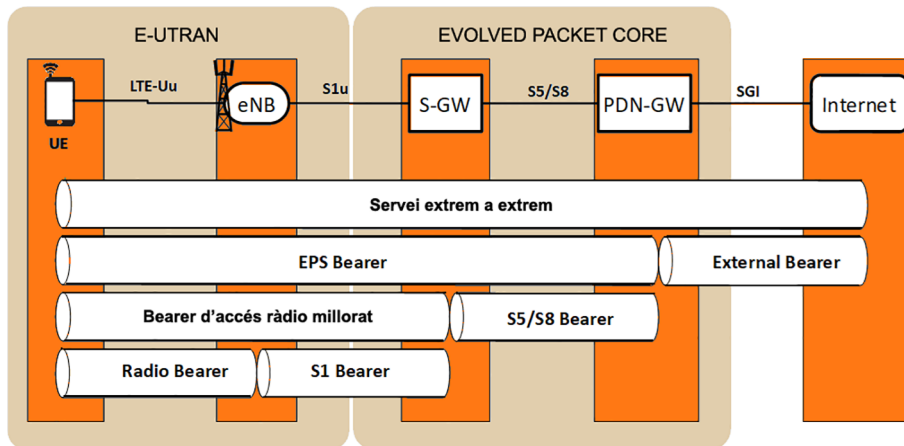 E-UTRAN
EVOLVED PACKET CORE
LTE-Uu
S1u
S5/S8
SGI
UE
eNB
S-GW
PDN-GW
Internet
Servei extrem a extrem
EPS Bearer
External Bearer
Bearer d'accés ràdio millorat
S5/S8 Bearer
Radio Bearer
S1 Bearer